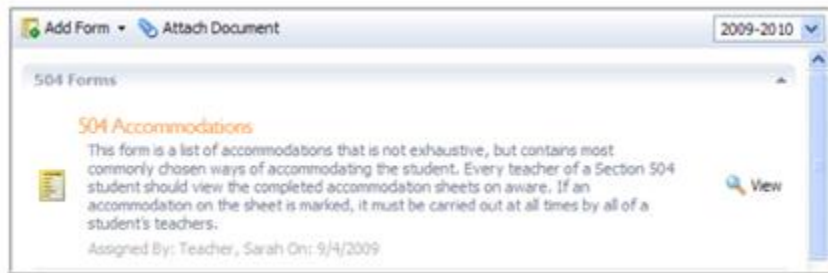 Add Form Attach Document 2009-2010
504 Forms
504 Accommodations
This form is a list of accommodations that is not exhaustive, but contains most
commonly chosen ways of accommodating the student. Every teacher of a Section 504
student should view the completed accommodation sheets on aware. If an
accommodation on the sheet is marked, it must be carried out at all times by all of a
student's teachers.
View
Assigned By: Teacher, Sarah On: 9/4/2009